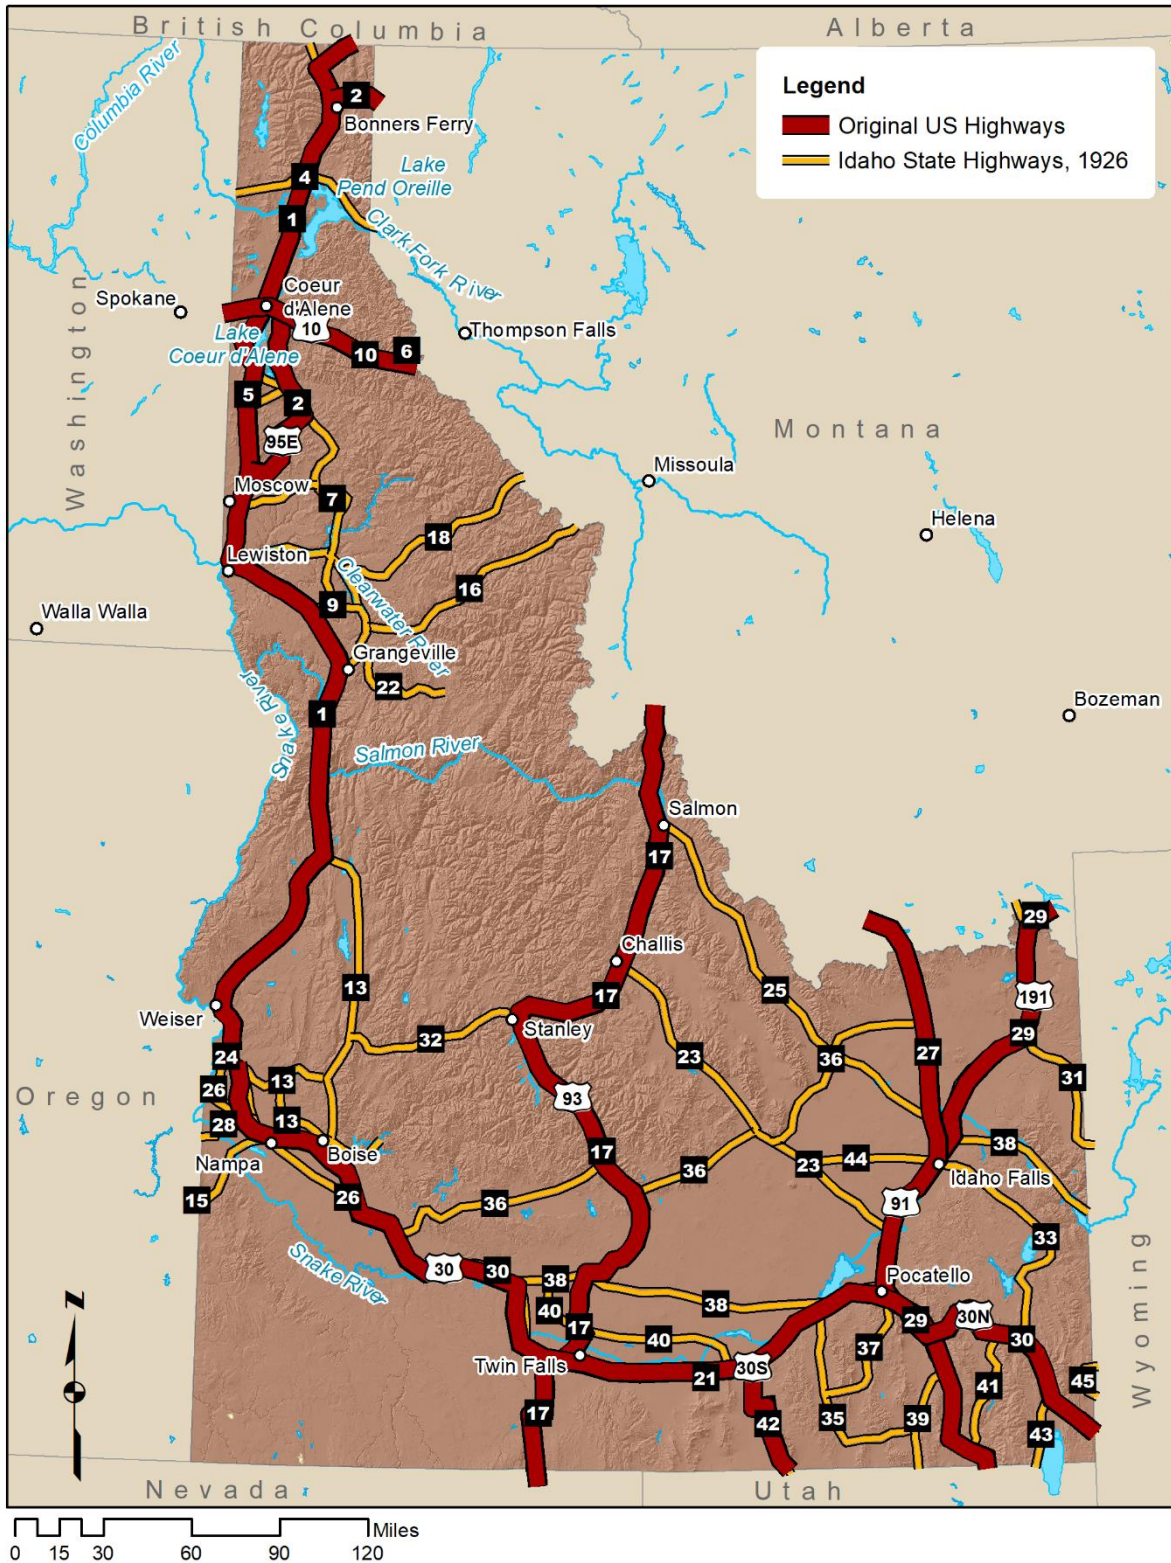 British Columbia
Alberta
Legend
Original US Highways
Idaho State Highways, 1926
Columbia River
2
Bonners Ferry
Lake
Pend Oreille
4
1
Clark Fork River
Washington
Spokane
Coeur
d'Alene
10
Thompson Falls
Lake
Coeur d'Alene
10
6
5
2
95E
Montana
Missoula
Moscow
7
18
Helena
Lewiston
Clearwater River
16
9
Walla Walla
Grangeville
22
Snake River
1
Bozeman
Salmon River
Salmon
17
29
Challis
13
17
25
191
Weiser
Stanley
32
29
24
23
36
27
26
13
93
31
Oregon
28
13
Boise
17
38
Nampa
23
44
Idaho Falls
15
26
36
36
91
33
Snake River
30
30
38
Pocatello
Wyoming
40
38
29
30N
17
40
37
30
Twin Falls
30S
21
41
45
17
42
35
39
43
N
Nevada
Utah
Miles
0 15 30 60 90 120